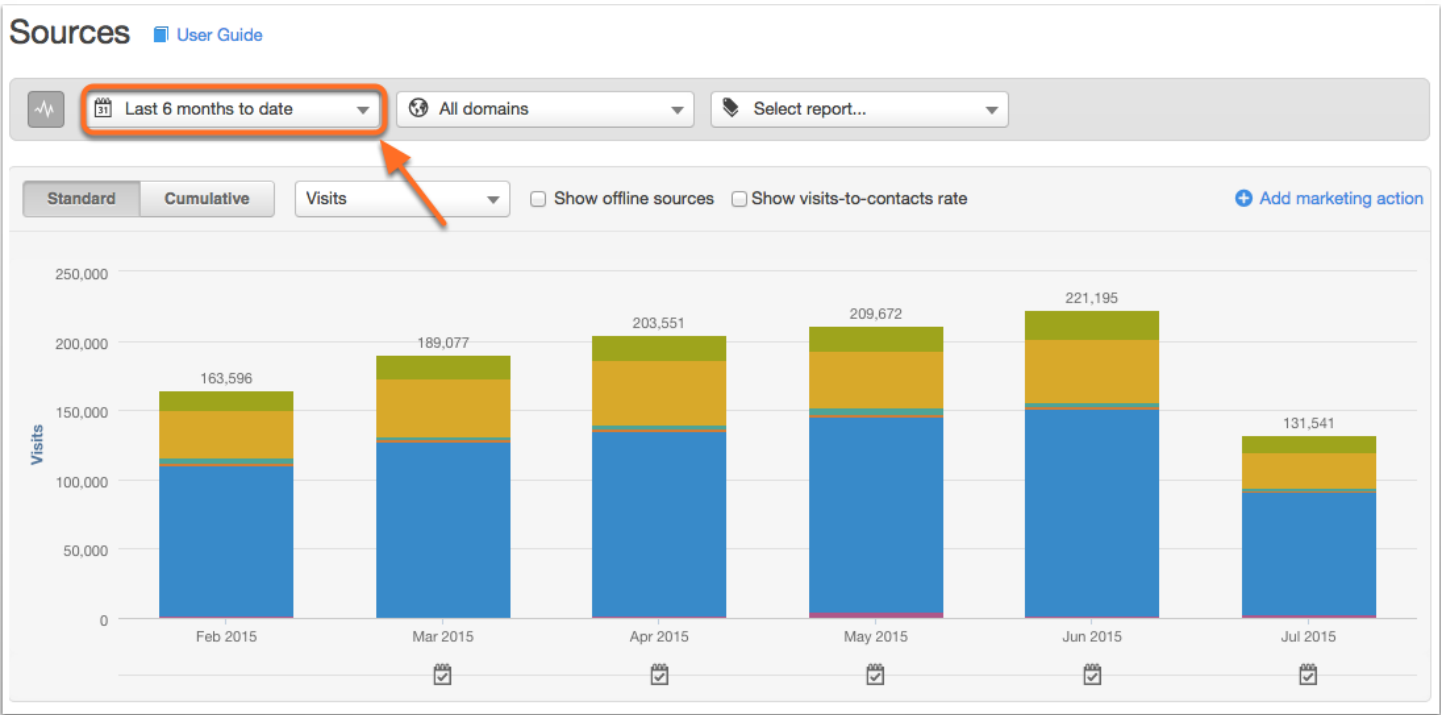 Sources User Guide
31 Last 6 months to date All domains Select report...
Standard Cumulative Visits Show offline sources Show visits-to-contacts rate Add marketing action
250,000
200,000
150,000
100,000
50,000
0
Visits
163,596
189,077
203,551
209,672
221,195
131,541
Feb 2015 Mar 2015 Apr 2015 May 2015 Jun 2015 Jul 2015